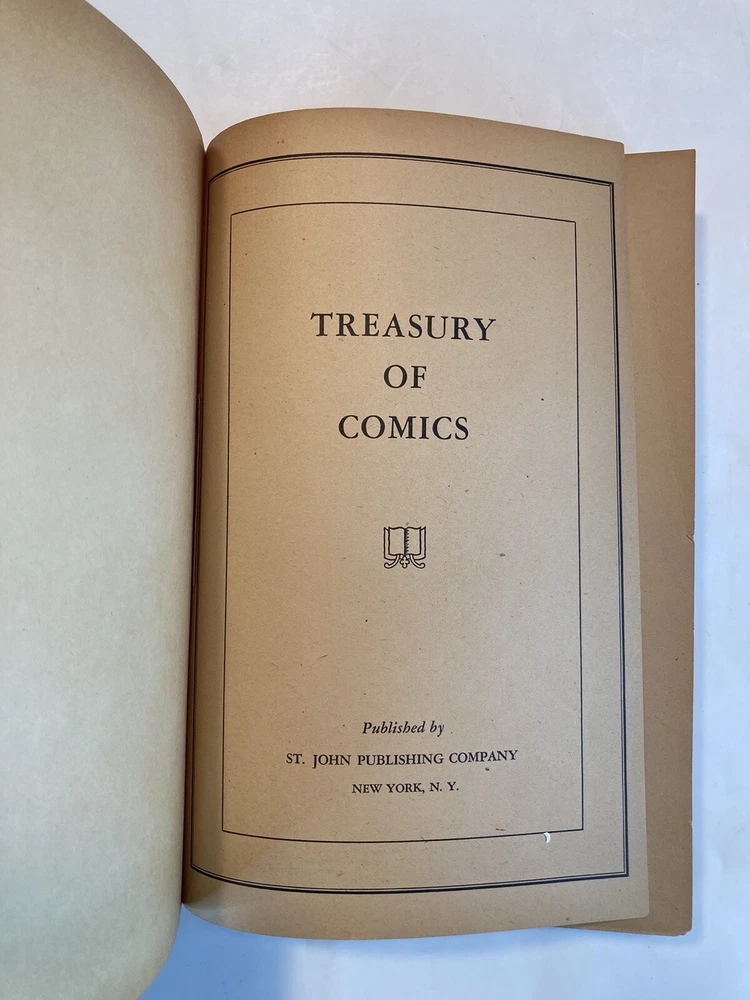 TREASURY
OF
COMICS
Published by
ST. JOHN PUBLISHING COMPANY
NEW YORK, N. Y.